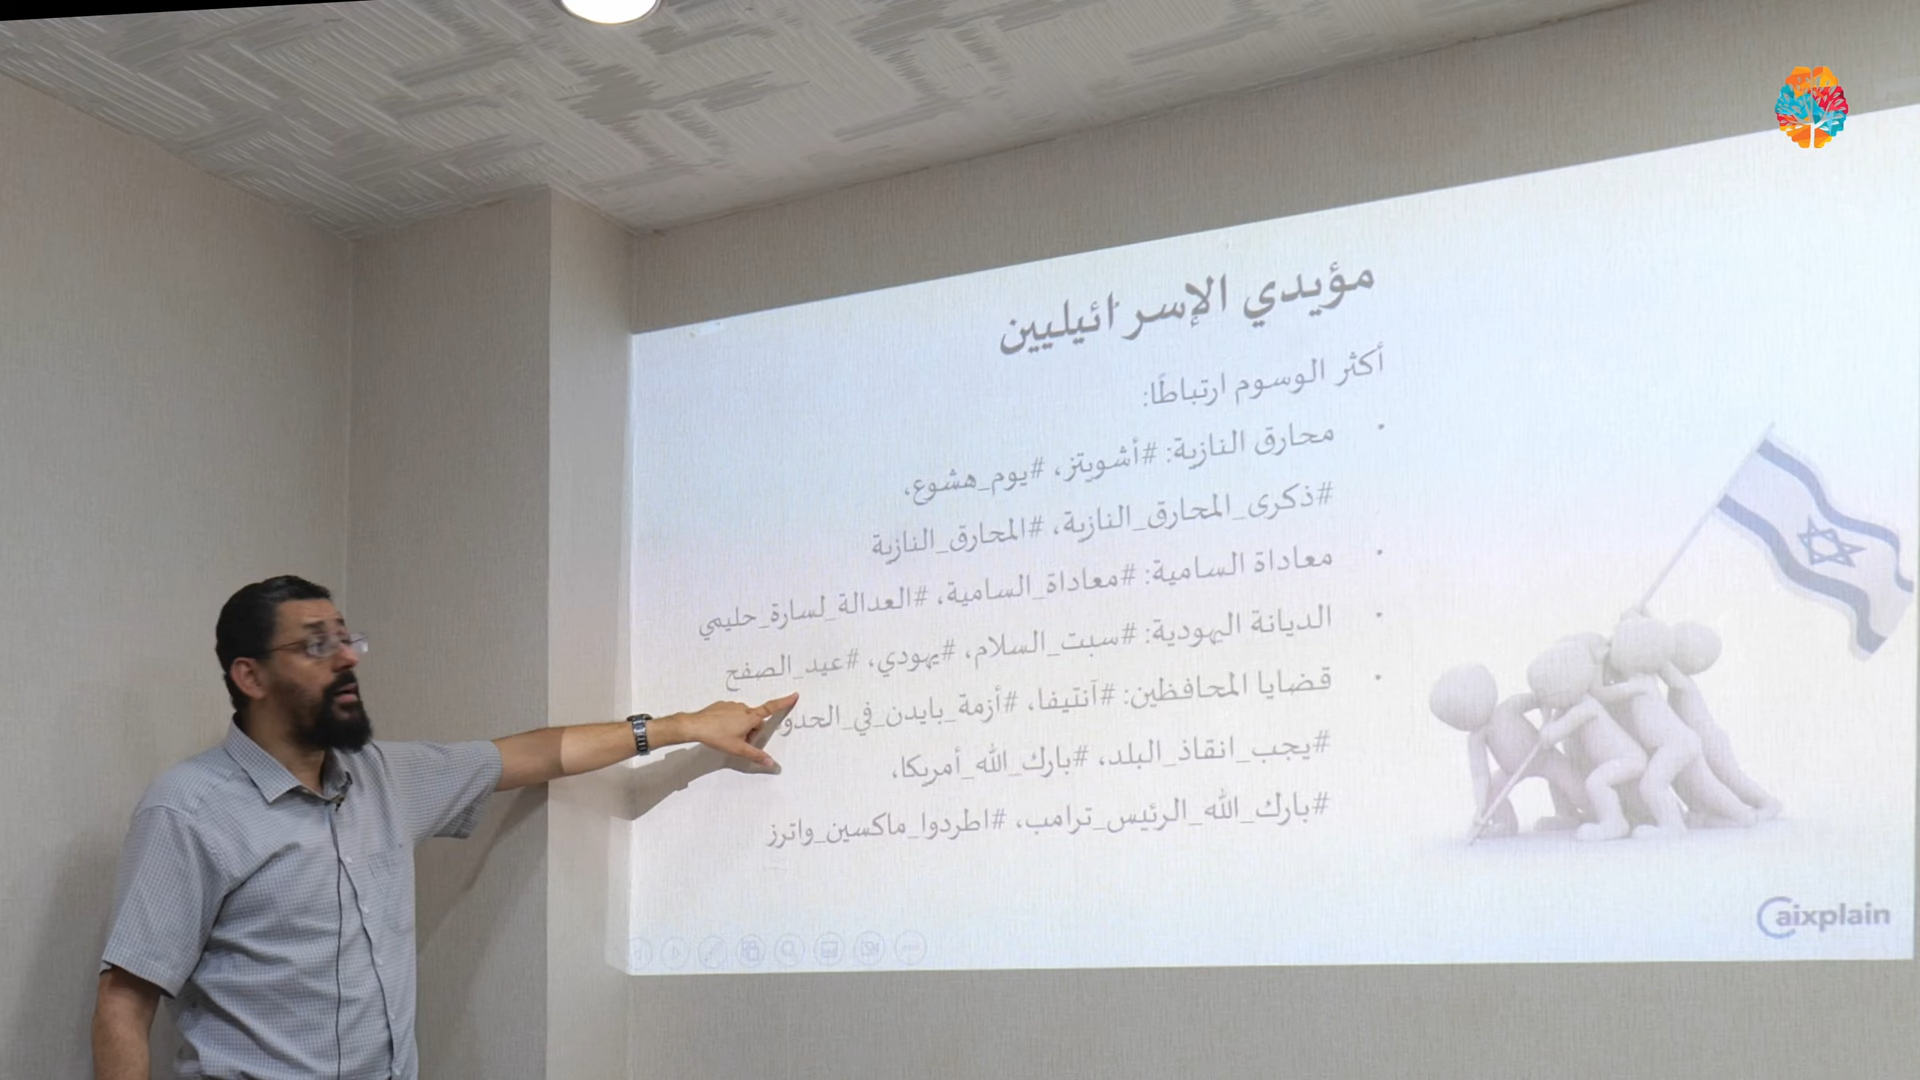 مؤيدي الإسرائيليين
أكثر الوسوم ارتباطًا:
• محارق النازية: #أشويتز، #يوم_هشوع،
#ذكرى_المحارق_النازية، #المحارق_النازية
• معاداة السامية: #معاداة_السامية، #العدالة_لسارة_حليمي
• الديانة اليهودية: #سبت_السلام، #يهودي، #عيد_الصفح
• قضايا المحافظين: #آنتيفا، #أزمة_بايدن_في_الحدو
#يجب_انقاذ_البلد، #بارك_الله_أمريكا،
#بارك_الله_الرئيس_ترامب، #اطردوا_ماكسين_واترز
aixplain